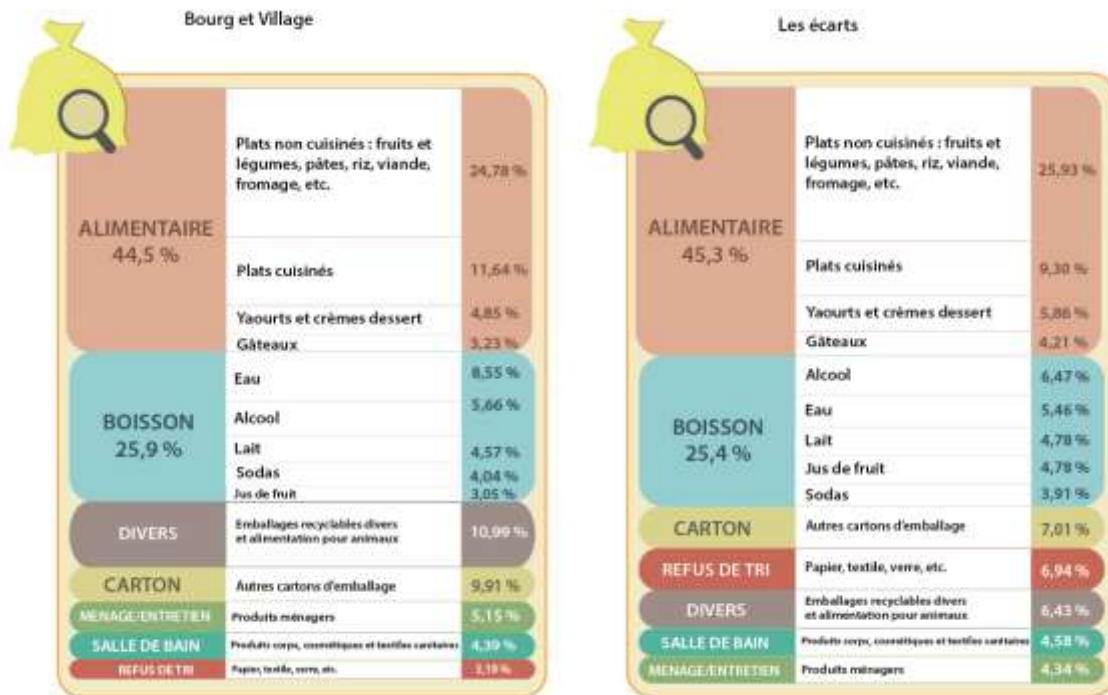 Bourg et Village
ALIMENTAIRE
44,5 %
Plats non cuisinés : fruits et
légumes, pâtes, riz, viande,
fromage, etc.
24,78 %
Plats cuisinés
11,64 %
Yaourts et crèmes dessert
4,85 %
Gâteaux
3,23 %
BOISSON
25,9 %
Eau
8,55 %
Alcool
5,66 %
Lait
4,57 %
Sodas
4,04 %
Jus de fruit
3,05 %
DIVERS
Emballages recyclables divers
et alimentation pour animaux
10,99 %
CARTON
Autres cartons d'emballage
9,91 %
MENAGE/ENTRETIEN
Produits ménagers
5,15 %
SALLE DE BAIN
Produits corps, cosmétiques et textiles sanitaires
4,39 %
REFUS DE TRI
Papier, textile, verre, etc.
Les écarts
ALIMENTAIRE
45,3 %
Plats non cuisinés : fruits et
légumes, pâtes, riz, viande,
fromage, etc.
25,93 %
Plats cuisinés
9,30 %
Yaourts et crèmes dessert
5,86 %
Gâteaux
4,21 %
BOISSON
25,4 %
Alcool
6,47 %
Eau
5,46 %
Lait
4,78 %
Jus de fruit
4,78 %
Sodas
3,91 %
CARTON
Autres cartons d'emballage
7,01 %
REFUS DE TRI
Papier, textile, verre, etc.
6,94 %
DIVERS
Emballages recyclables divers
et alimentation pour animaux
6,43 %
SALLE DE BAIN
Produits corps, cosmétiques et textiles sanitaires
4,58 %
MENAGE/ENTRETIEN
Produits ménagers
4,34 %